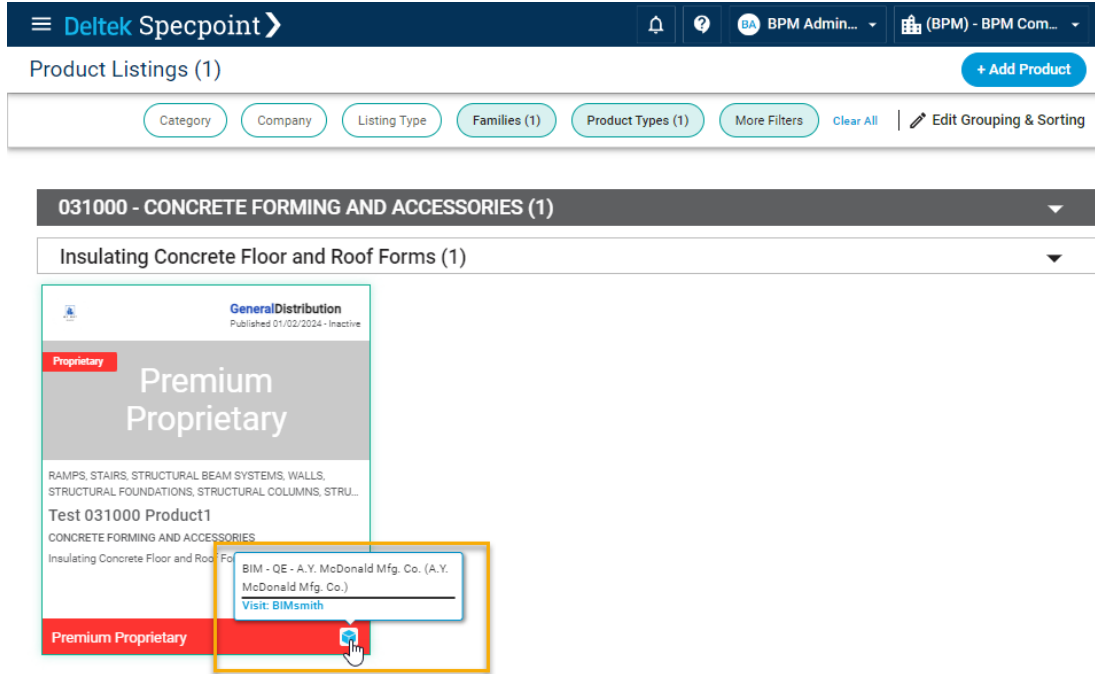 Deltek Specpoint
BA BPM Admin... (BPM) - BPM Com...
Product Listings (1)
+ Add Product
Category Company Listing Type Families (1) Product Types (1) More Filters Clear All Edit Grouping & Sorting
031000 - CONCRETE FORMING AND ACCESSORIES (1)
Insulating Concrete Floor and Roof Forms (1)
GeneralDistribution
Published 01/02/2024 - Inactive
Proprietary
Premium
Proprietary
RAMPS, STAIRS, STRUCTURAL BEAM SYSTEMS, WALLS,
STRUCTURAL FOUNDATIONS, STRUCTURAL COLUMNS, STRU...
Test 031000 Product1
CONCRETE FORMING AND ACCESSORIES
Insulating Concrete Floor and Roof Fo
BIM - QE - A.Y. McDonald Mfg. Co. (A.Y.
McDonald Mfg. Co.)
Visit: BIMsmith
Premium Proprietary